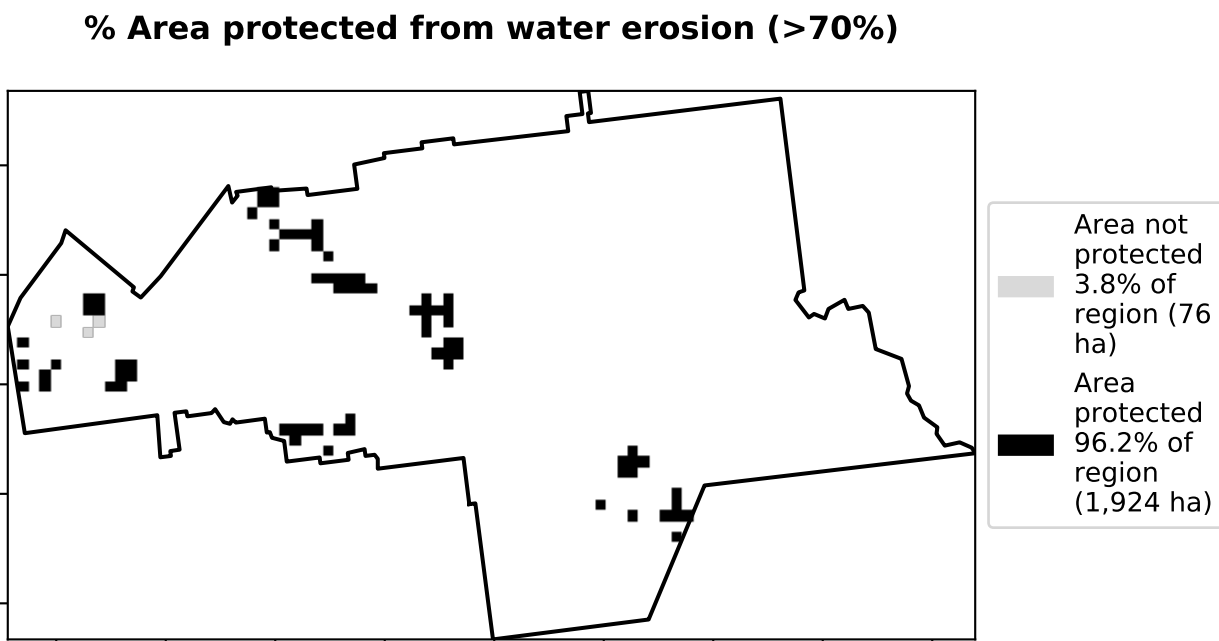 % Area protected from water erosion (>70%)
Area not
protected
3.8% of
region (76
ha)
Area
protected
96.2% of
region
(1,924 ha)